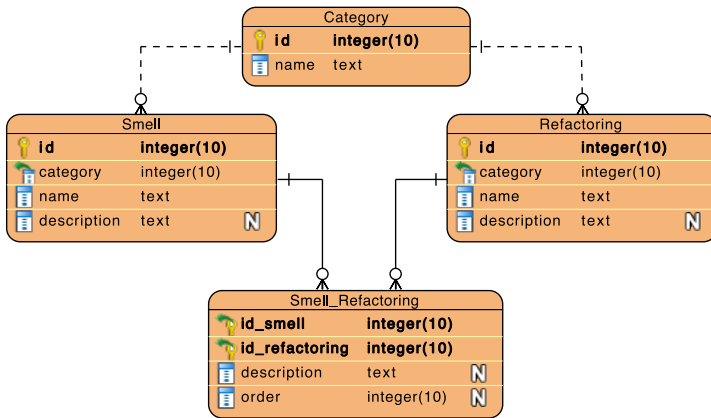 Category
id integer(10)
name text
Smell
id integer(10)
category integer(10)
name text
description text N
Refactoring
id integer(10)
category integer(10)
name text
description text N
Smell_Refactoring
id_smell integer(10)
id_refactoring integer(10)
description text N
order integer(10) N